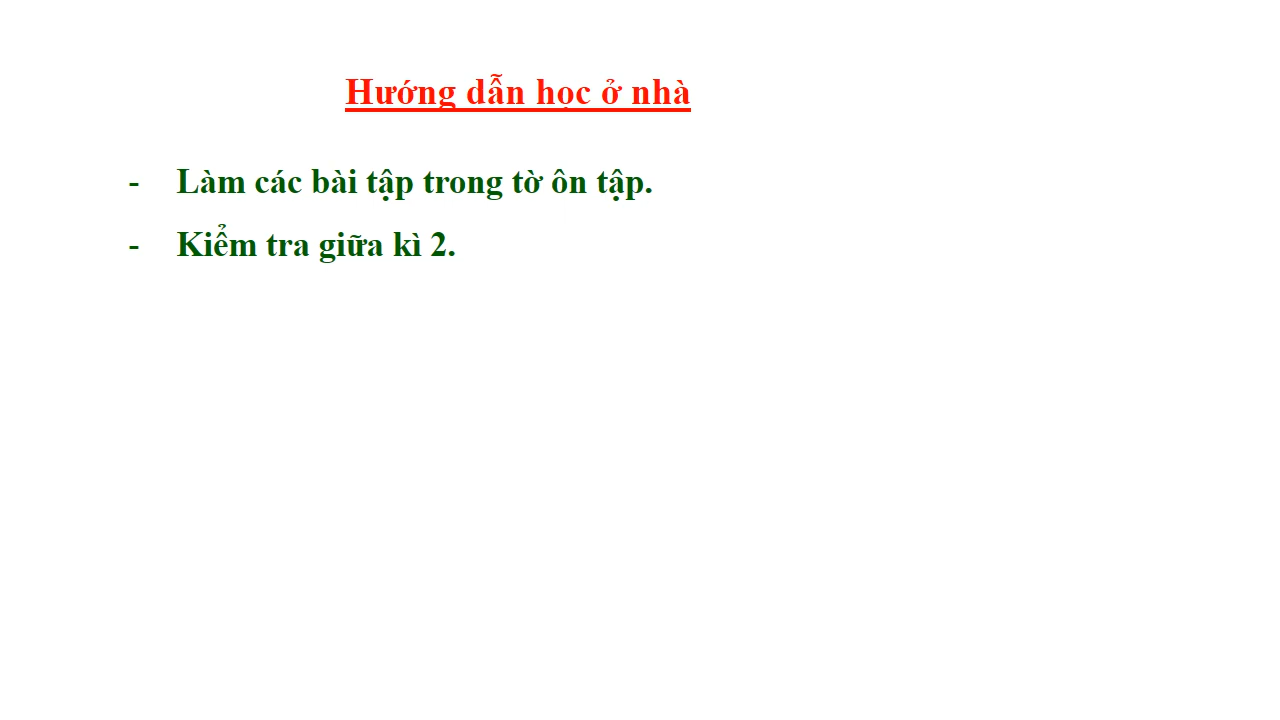 Hướng dẫn học ở nhà
- Làm các bài tập trong tờ ôn tập.
- Kiểm tra giữa kì 2.